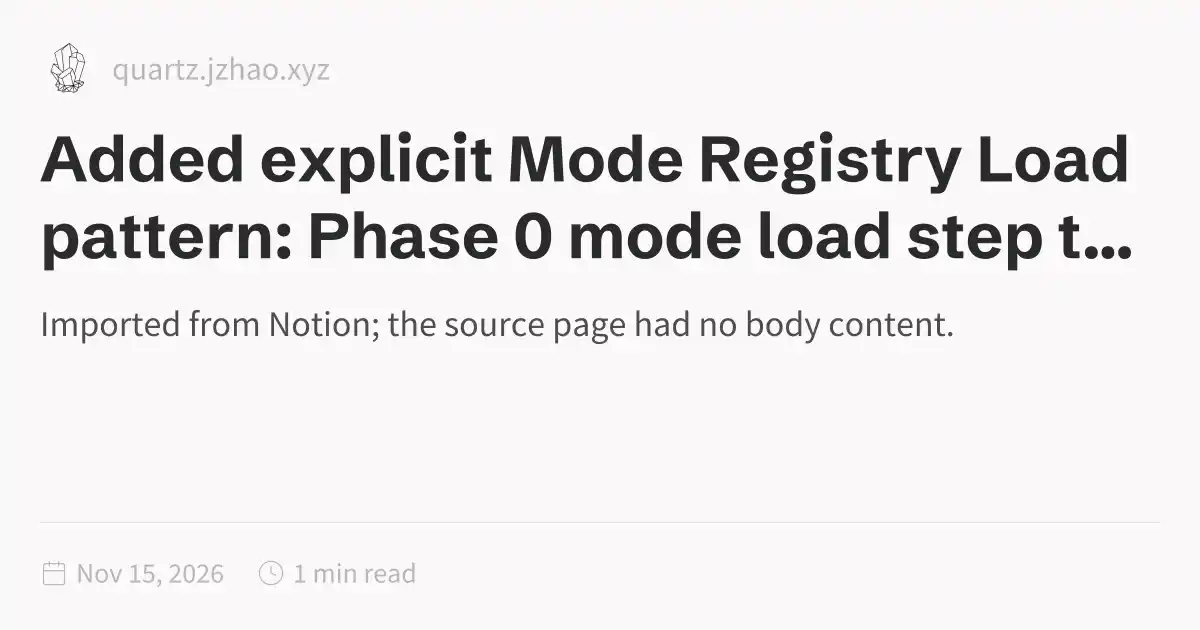 quartz.jzhao.xyz
Added explicit Mode Registry Load
pattern: Phase 0 mode load step t...
Imported from Notion; the source page had no body content.
Nov 15, 2026 1 min read